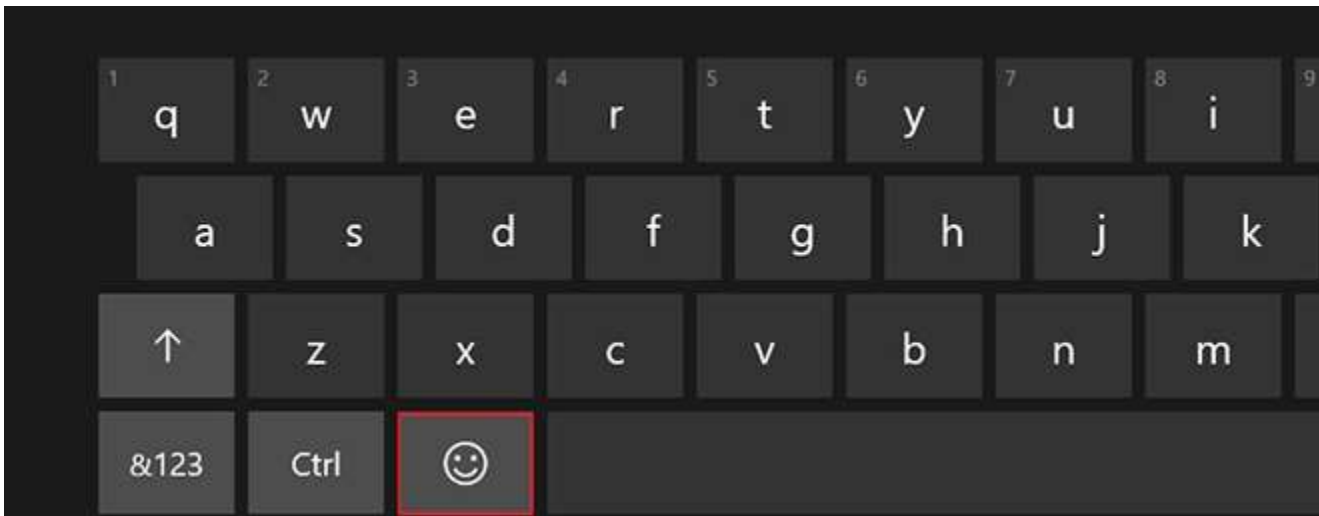 1 q 2 w 3 e 4 r 5 t 6 y 7 u 8 i 9
a s d f g h j k
↑ z x c v b n m
&123 Ctrl ☺